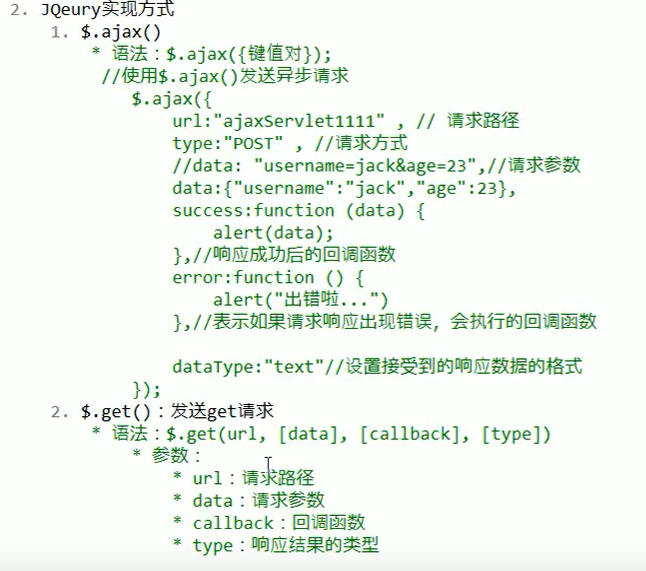 2. JQeury实现方式
1. $.ajax()
* 语法：$.ajax({键值对});
//使用$.ajax()发送异步请求
$.ajax({
url:"ajaxServlet1111" , // 请求路径
type:"POST" , //请求方式
//data: "username=jack&age=23",//请求参数
data:{"username":"jack","age":23},
success:function (data) {
alert(data);
},//响应成功后的回调函数
error:function () {
alert("出错啦...")
},//表示如果请求响应出现错误，会执行的回调函数
dataType:"text"//设置接受到的响应数据的格式
});
2. $.get()：发送get请求
* 语法：$.get(url, [data], [callback], [type])
* 参数：
* url：请求路径
* data：请求参数
* callback：回调函数
* type：响应结果的类型